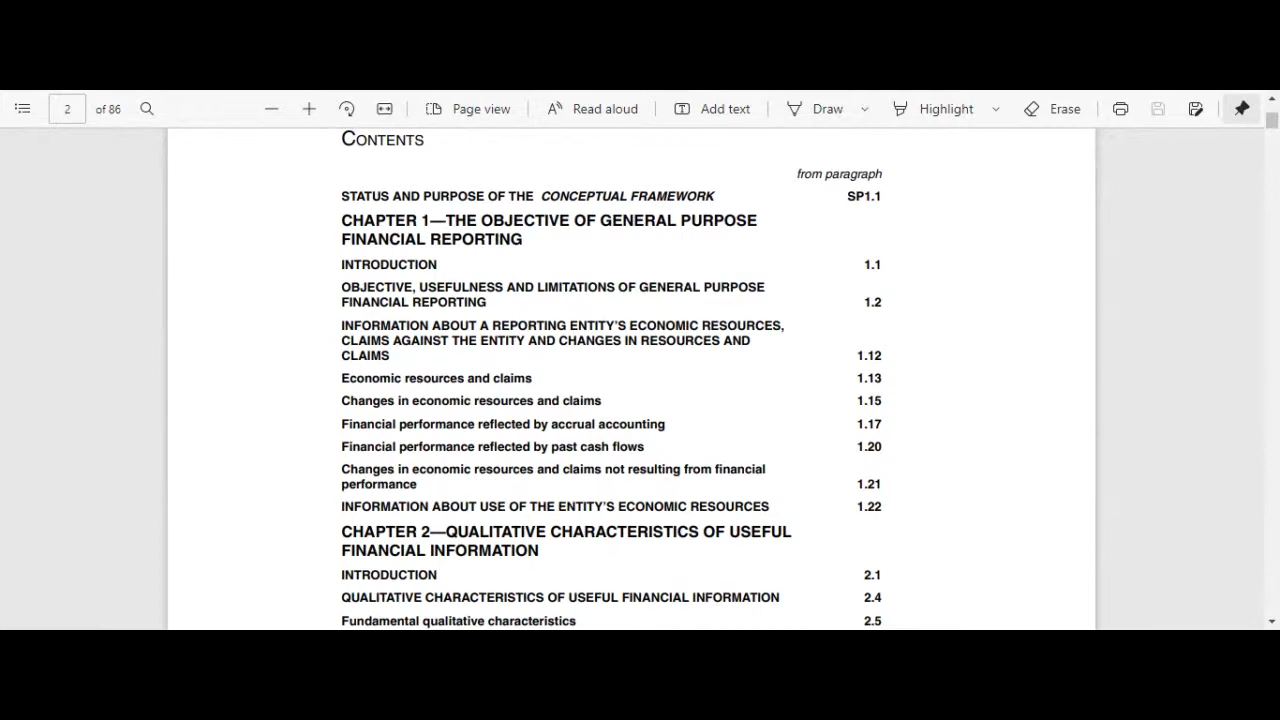 2 of 86 Page view Read aloud Add text Draw Highlight Erase
CONTENTS
from paragraph
STATUS AND PURPOSE OF THE CONCEPTUAL FRAMEWORK SP1.1
CHAPTER 1—THE OBJECTIVE OF GENERAL PURPOSE
FINANCIAL REPORTING
INTRODUCTION 1.1
OBJECTIVE, USEFULNESS AND LIMITATIONS OF GENERAL PURPOSE
FINANCIAL REPORTING 1.2
INFORMATION ABOUT A REPORTING ENTITY'S ECONOMIC RESOURCES,
CLAIMS AGAINST THE ENTITY AND CHANGES IN RESOURCES AND
CLAIMS 1.12
Economic resources and claims 1.13
Changes in economic resources and claims 1.15
Financial performance reflected by accrual accounting 1.17
Financial performance reflected by past cash flows 1.20
Changes in economic resources and claims not resulting from financial
performance 1.21
INFORMATION ABOUT USE OF THE ENTITY'S ECONOMIC RESOURCES 1.22
CHAPTER 2—QUALITATIVE CHARACTERISTICS OF USEFUL
FINANCIAL INFORMATION
INTRODUCTION 2.1
QUALITATIVE CHARACTERISTICS OF USEFUL FINANCIAL INFORMATION 2.4
Fundamental qualitative characteristics 2.5